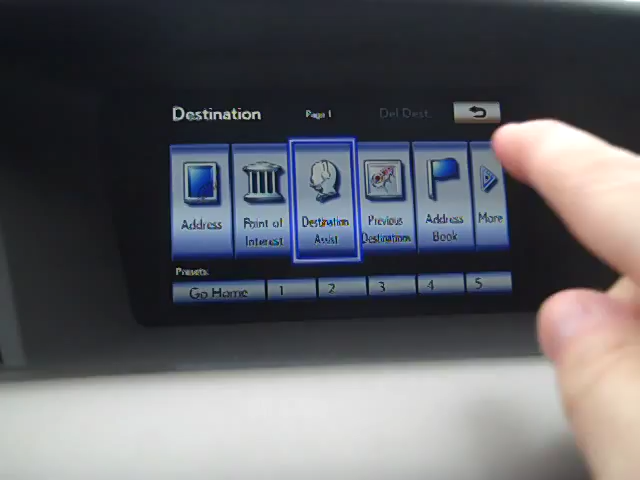 Destination Page 1 Del Dest.
Address
Point of
Interest
Destination
Assist
Previous
Destinations
Address
Book
More
Presets:
Go Home 1 2 3 4 5